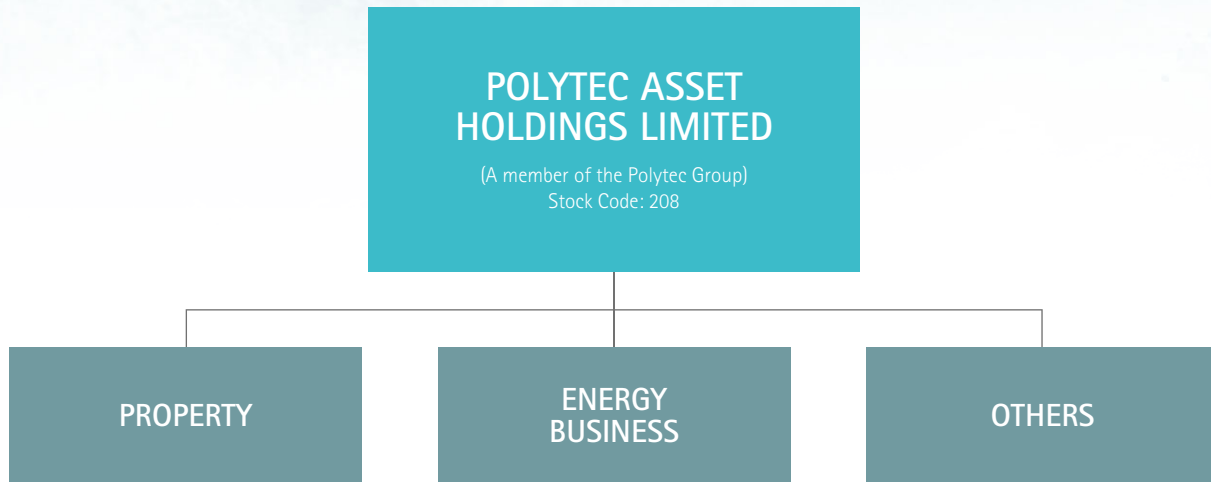 POLYTEC ASSET
HOLDINGS LIMITED
(A member of the Polytec Group)
Stock Code: 208
PROPERTY
ENERGY
BUSINESS
OTHERS